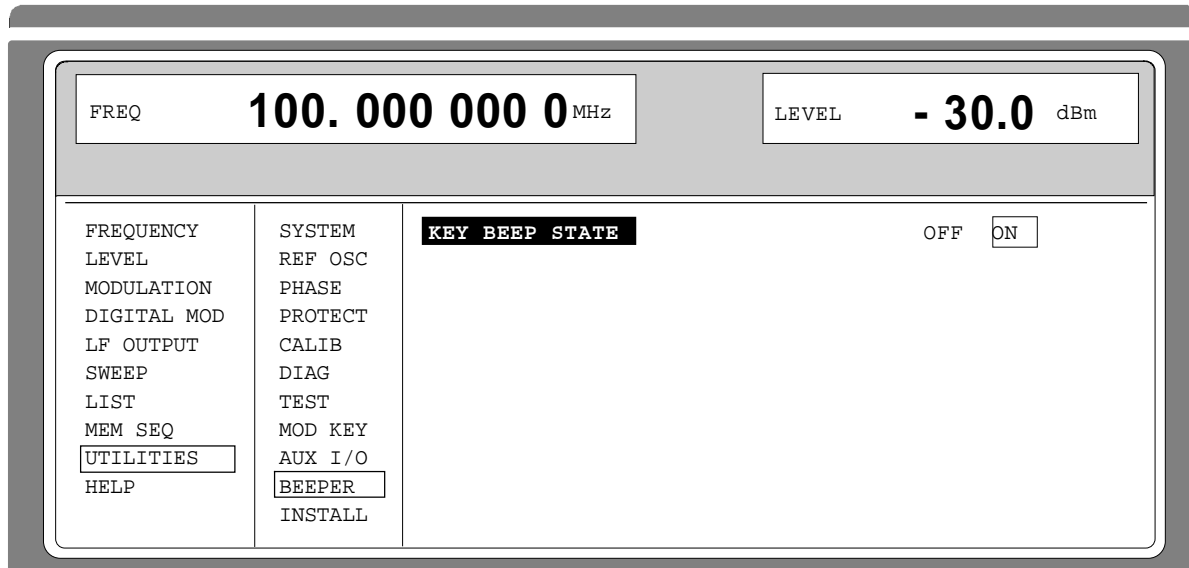 FREQ 100. 000 000 0 MHz LEVEL - 30.0 dBm
FREQUENCY
LEVEL
MODULATION
DIGITAL MOD
LF OUTPUT
SWEEP
LIST
MEM SEQ
UTILITIES
HELP
SYSTEM
REF OSC
PHASE
PROTECT
CALIB
DIAG
TEST
MOD KEY
AUX I/O
BEEPER
INSTALL
KEY BEEP STATE OFF ON